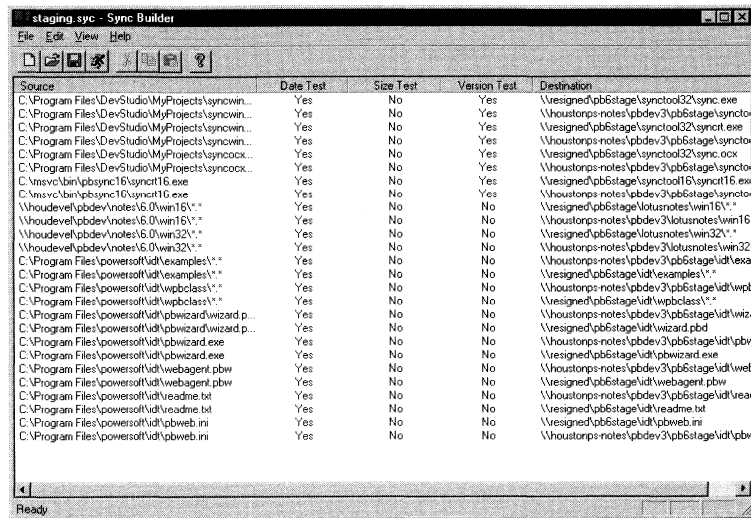 staging.syc - Sync Builder
File Edit View Help
Source Date Test Size Test Version Test Destination
C:\Program Files\DevStudio\MyProjects\syncwin... Yes No Yes \\resigned\pb6stage\synctool32\sync.exe
C:\Program Files\DevStudio\MyProjects\syncwin... Yes No Yes \\houstonps-notes\pbdev3\pb6stage\syncto
C:\Program Files\DevStudio\MyProjects\syncwin... Yes No Yes \\resigned\pb6stage\synctool32\syncrt.exe
C:\Program Files\DevStudio\MyProjects\syncwin... Yes No Yes \\houstonps-notes\pbdev3\pb6stage\syncto
C:\Program Files\DevStudio\MyProjects\syncocx... Yes No Yes \\resigned\pb6stage\synctool32\sync.ocx
C:\Program Files\DevStudio\MyProjects\syncocx... Yes No Yes \\houstonps-notes\pbdev3\pb6stage\syncto
C:\msvc\bin\pbsync16\syncrt16.exe Yes No Yes \\resigned\pb6stage\synctool16\syncrt16.exe
C:\msvc\bin\pbsync16\syncrt16.exe Yes No Yes \\houstonps-notes\pbdev3\pb6stage\syncto
\\houdevel\pbdev\notes\6.0\win16\*.* Yes No No \\resigned\pb6stage\lotusnotes\win16\*.*
\\houdevel\pbdev\notes\6.0\win16\*.* Yes No No \\houstonps-notes\pbdev3\lotusnotes\win16
\\houdevel\pbdev\notes\6.0\win32\*.* Yes No No \\resigned\pb6stage\lotusnotes\win32\*.*
\\houdevel\pbdev\notes\6.0\win32\*.* Yes No No \\houstonps-notes\pbdev3\lotusnotes\win32
C:\Program Files\powersoft\idt\examples\*.* Yes No No \\houstonps-notes\pbdev3\pb6stage\idt\exa
C:\Program Files\powersoft\idt\examples\*.* Yes No No \\resigned\pb6stage\idt\examples\*.*
C:\Program Files\powersoft\idt\wpbclass\*.* Yes No No \\houstonps-notes\pbdev3\pb6stage\idt\wpb
C:\Program Files\powersoft\idt\wpbclass\*.* Yes No No \\resigned\pb6stage\idt\wpbclass\*.*
C:\Program Files\powersoft\idt\pbwizard\wizard.p... Yes No No \\houstonps-notes\pbdev3\pb6stage\idt\wiz
C:\Program Files\powersoft\idt\pbwizard\wizard.p... Yes No No \\resigned\pb6stage\idt\wizard.pbd
C:\Program Files\powersoft\idt\pbwizard.exe Yes No No \\houstonps-notes\pbdev3\pb6stage\idt\pbw
C:\Program Files\powersoft\idt\pbwizard.exe Yes No No \\resigned\pb6stage\idt\pbwizard.exe
C:\Program Files\powersoft\idt\webagent.pbw Yes No No \\houstonps-notes\pbdev3\pb6stage\idt\wel
C:\Program Files\powersoft\idt\webagent.pbw Yes No No \\resigned\pb6stage\idt\webagent.pbw
C:\Program Files\powersoft\idt\readme.txt Yes No No \\houstonps-notes\pbdev3\pb6stage\idt\rea
C:\Program Files\powersoft\idt\readme.txt Yes No No \\resigned\pb6stage\idt\readme.txt
C:\Program Files\powersoft\idt\pbweb.ini Yes No No \\resigned\pb6stage\idt\pbweb.ini
C:\Program Files\powersoft\idt\pbweb.ini Yes No No \\houstonps-notes\pbdev3\pb6stage\idt\pbw
Ready